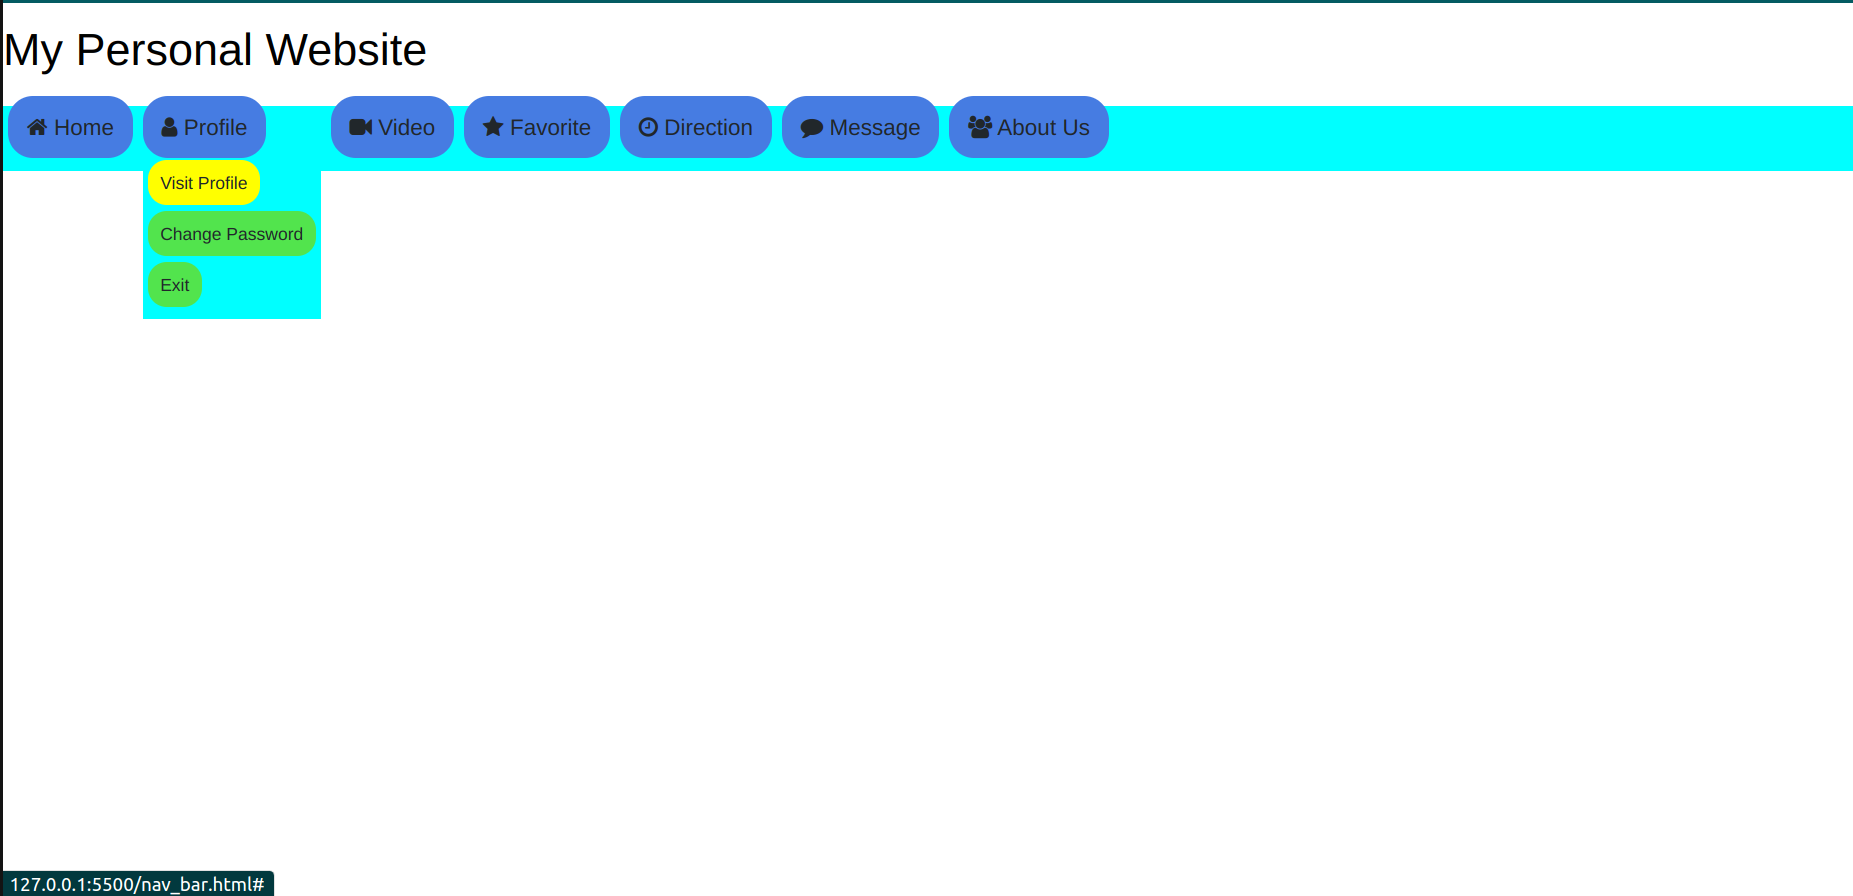 My Personal Website
Home Profile Video Favorite Direction Message About Us
Visit Profile
Change Password
Exit
127.0.0.1:5500/nav_bar.html#